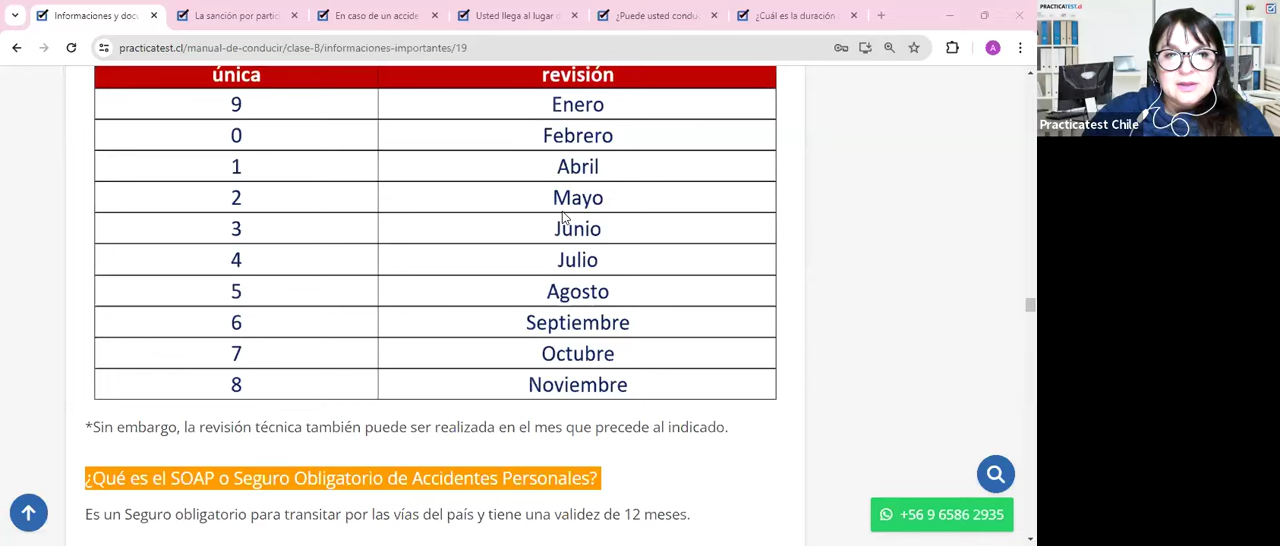 Informaciones y docu
La sanción por partic
En caso de un accide
Usted llega al lugar d
¿Puede usted condu
¿Cuál es la duración
practicatest.cl/manual-de-conducir/clase-B/informaciones-importantes/19
A
PRACTICATEST.cl
Practicatest Chile
única revisión
9 Enero
0 Febrero
1 Abril
2 Mayo
3 Junio
4 Julio
5 Agosto
6 Septiembre
7 Octubre
8 Noviembre
*Sin embargo, la revisión técnica también puede ser realizada en el mes que precede al indicado.
¿Qué es el SOAP o Seguro Obligatorio de Accidentes Personales?
Es un Seguro obligatorio para transitar por las vías del país y tiene una validez de 12 meses.
+56 9 6586 2935